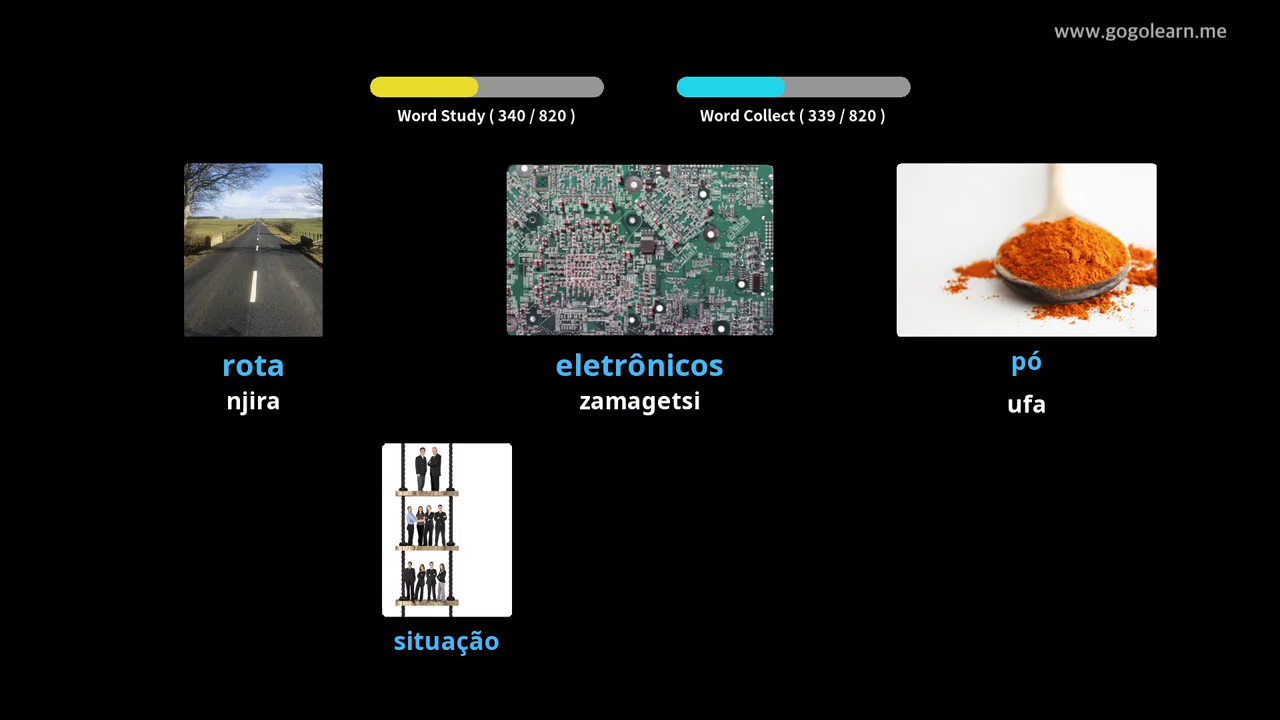 www.gogolearn.me
Word Study ( 340 / 820 )
Word Collect ( 339 / 820 )
rota
njira
eletrônicos
zamagetsi
pó
ufa
situação